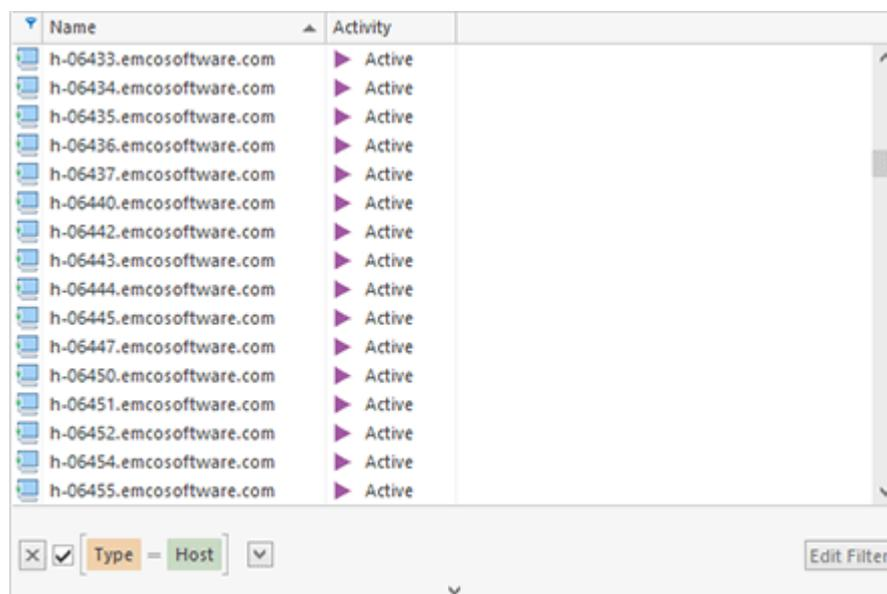 Name Activity
h-06433.emcosoftware.com Active
h-06434.emcosoftware.com Active
h-06435.emcosoftware.com Active
h-06436.emcosoftware.com Active
h-06437.emcosoftware.com Active
h-06440.emcosoftware.com Active
h-06442.emcosoftware.com Active
h-06443.emcosoftware.com Active
h-06444.emcosoftware.com Active
h-06445.emcosoftware.com Active
h-06447.emcosoftware.com Active
h-06450.emcosoftware.com Active
h-06451.emcosoftware.com Active
h-06452.emcosoftware.com Active
h-06454.emcosoftware.com Active
h-06455.emcosoftware.com Active
Type = Host Edit Filter